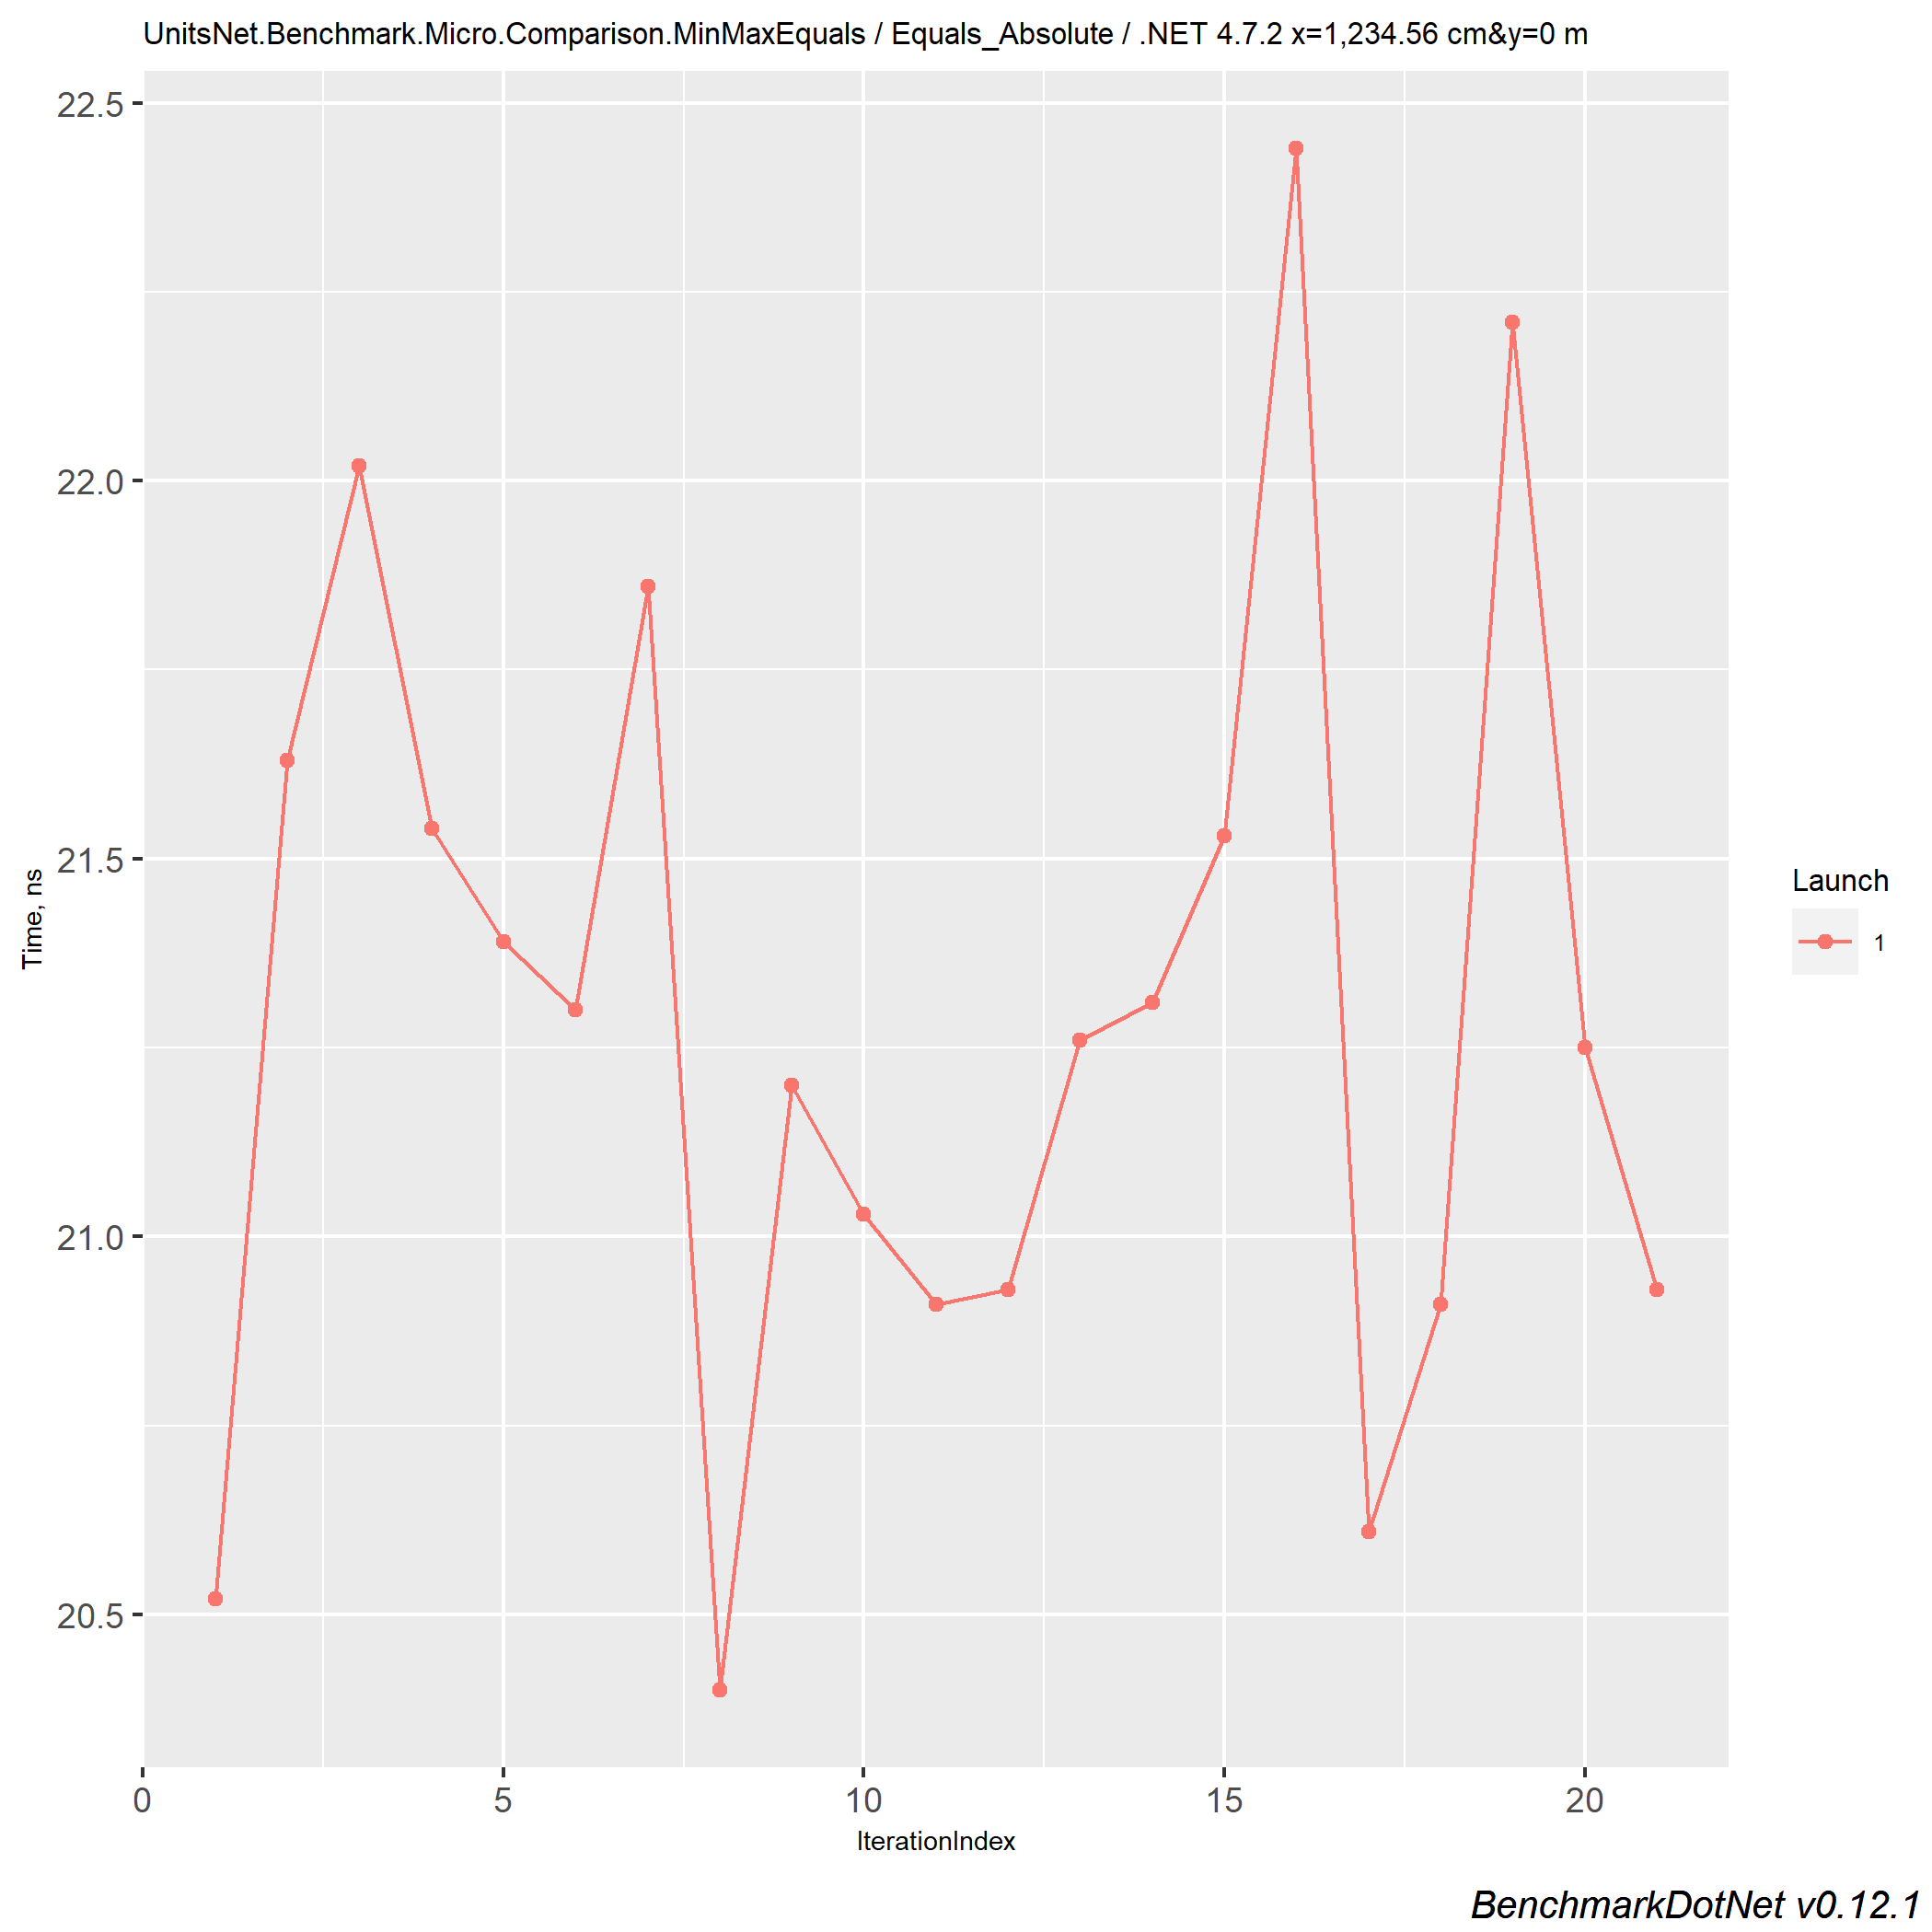 UnitsNet.Benchmark.Micro.Comparison.MinMaxEquals / Equals_Absolute / .NET 4.7.2 x=1,234.56 cm&y=0 m
22.5
22.0
21.5
21.0
20.5
Time, ns
0 5 10 15 20
IterationIndex
Launch
1
BenchmarkDotNet v0.12.1